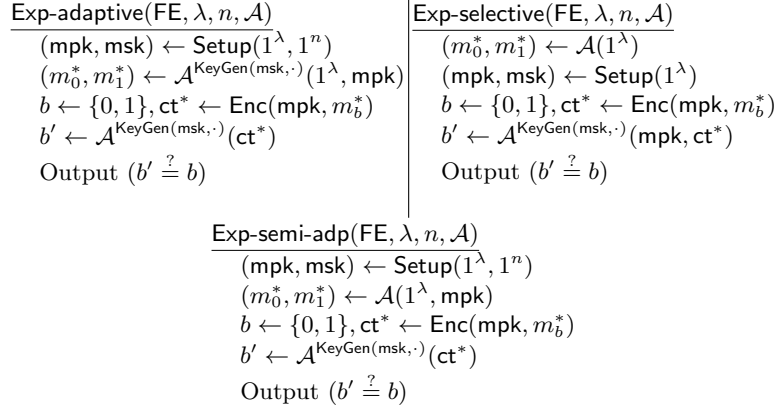 Exp-adaptive(FE, λ, n, 𝒜)
(mpk, msk) ← Setup(1^λ, 1^n)
(m_0^*, m_1^*) ← 𝒜^{KeyGen(msk,·)}(1^λ, mpk)
b ← {0, 1}, ct^* ← Enc(mpk, m_b^*)
b′ ← 𝒜^{KeyGen(msk,·)}(ct^*)
Output (b′ ≟ b)
Exp-selective(FE, λ, n, 𝒜)
(m_0^*, m_1^*) ← 𝒜(1^λ)
(mpk, msk) ← Setup(1^λ)
b ← {0, 1}, ct^* ← Enc(mpk, m_b^*)
b′ ← 𝒜^{KeyGen(msk,·)}(mpk, ct^*)
Output (b′ ≟ b)
Exp-semi-adp(FE, λ, n, 𝒜)
(mpk, msk) ← Setup(1^λ, 1^n)
(m_0^*, m_1^*) ← 𝒜(1^λ, mpk)
b ← {0, 1}, ct^* ← Enc(mpk, m_b^*)
b′ ← 𝒜^{KeyGen(msk,·)}(ct^*)
Output (b′ ≟ b)